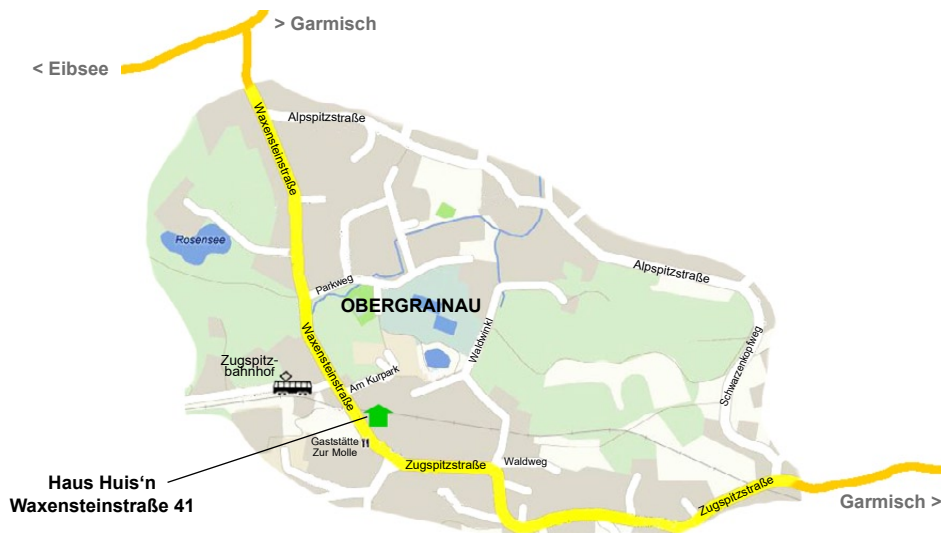 > Garmisch
< Eibsee
Waxensteinstraße
Alpspitzstraße
Rosensee
Alpspitzstraße
Parkweg
OBERGRAINAU
Waxensteinstraße
Waldwinkl
Schwarzenkopfweg
Zugspitz-
bahnhof
Am Kurpark
Gaststätte
Zur Molle
Zugspitzstraße
Waldweg
Haus Huis‘n
Waxensteinstraße 41
Zugspitzstraße
Garmisch >